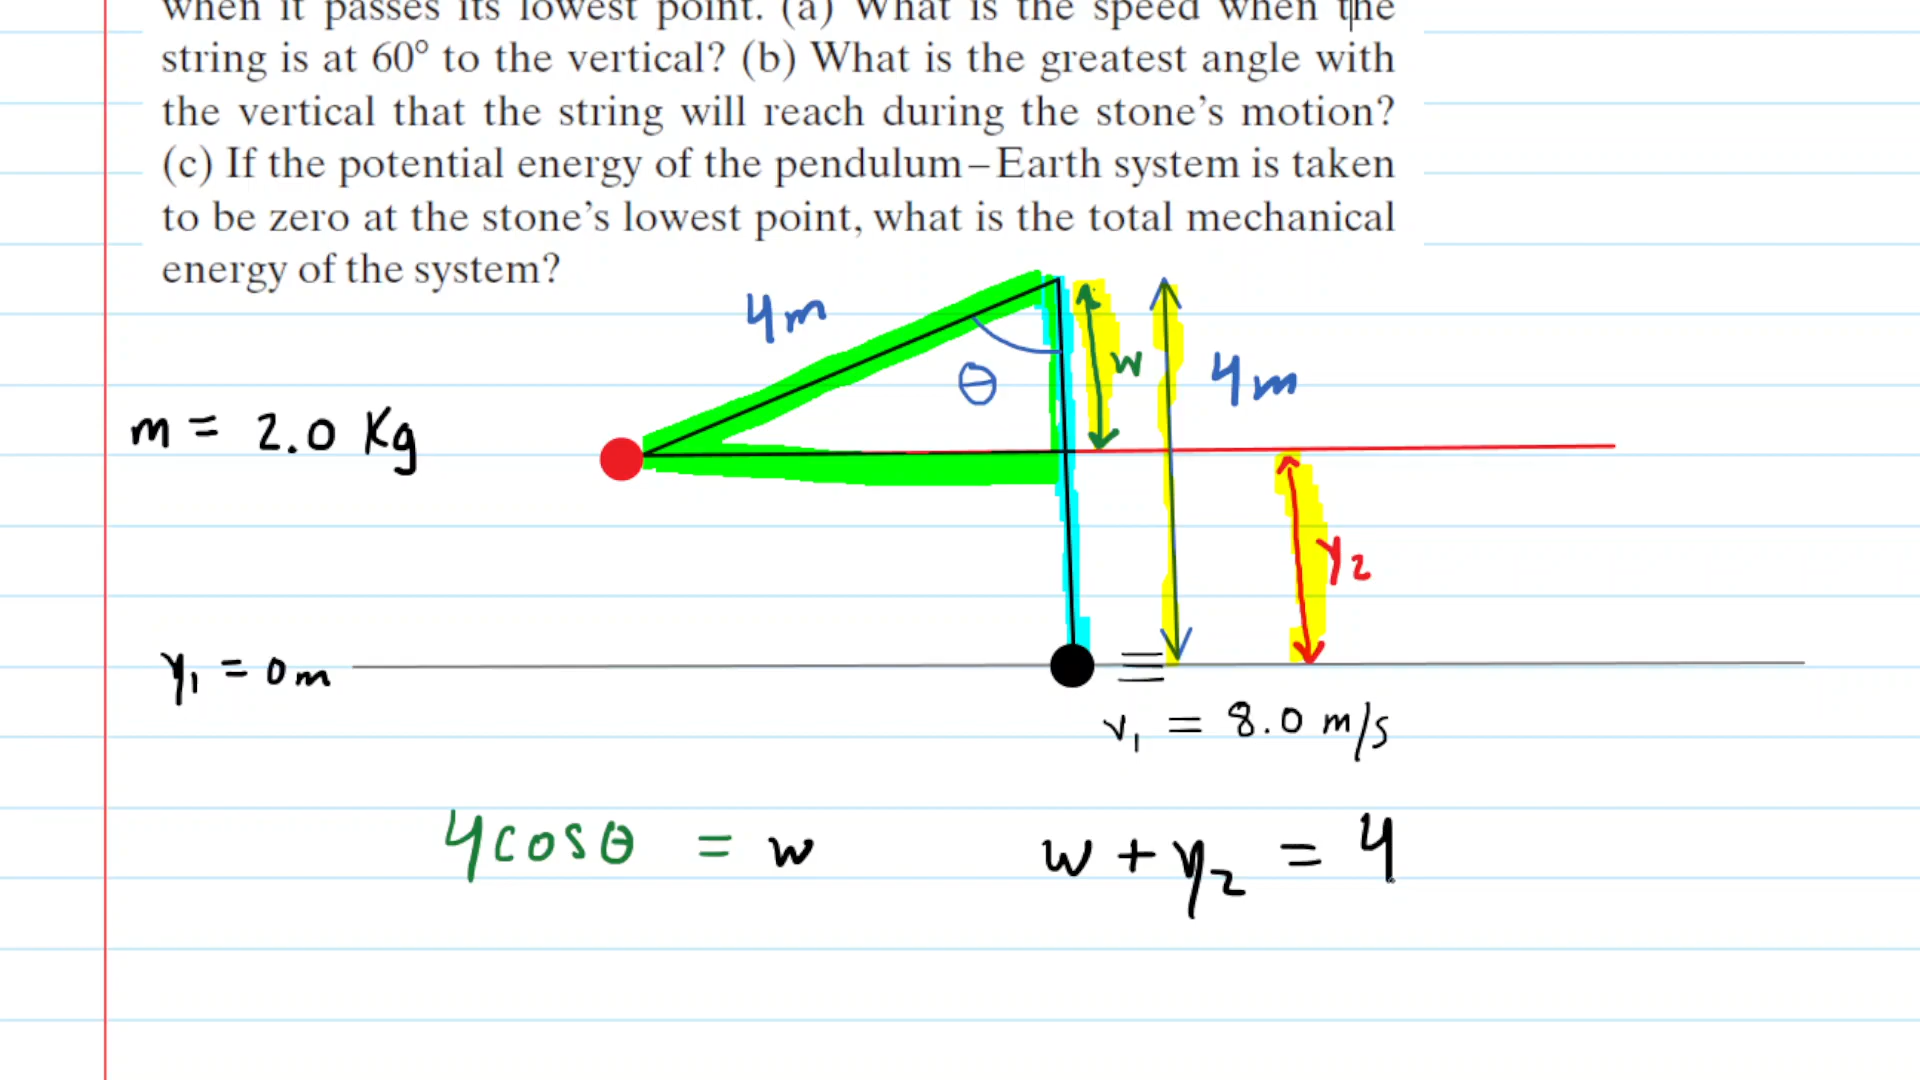 when it passes its lowest point. (a) What is the speed when the
string is at 60° to the vertical? (b) What is the greatest angle with
the vertical that the string will reach during the stone's motion?
(c) If the potential energy of the pendulum–Earth system is taken
to be zero at the stone's lowest point, what is the total mechanical
energy of the system?
4m
θ
w
4m
m = 2.0 Kg
y₂
y₁ = 0m
v₁ = 8.0 m/s
4cosθ = w
w + y₂ = 4